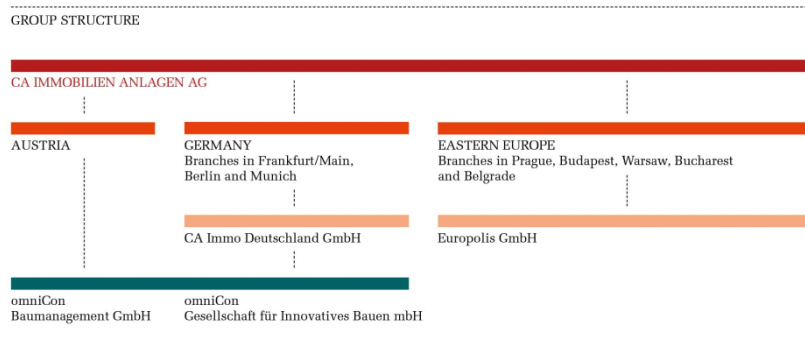 GROUP STRUCTURE
CA IMMOBILIEN ANLAGEN AG
AUSTRIA
GERMANY
Branches in Frankfurt/Main,
Berlin and Munich
EASTERN EUROPE
Branches in Prague, Budapest, Warsaw, Bucharest
and Belgrade
CA Immo Deutschland GmbH
Europolis GmbH
omniCon
Baumanagement GmbH
omniCon
Gesellschaft für Innovatives Bauen mbH